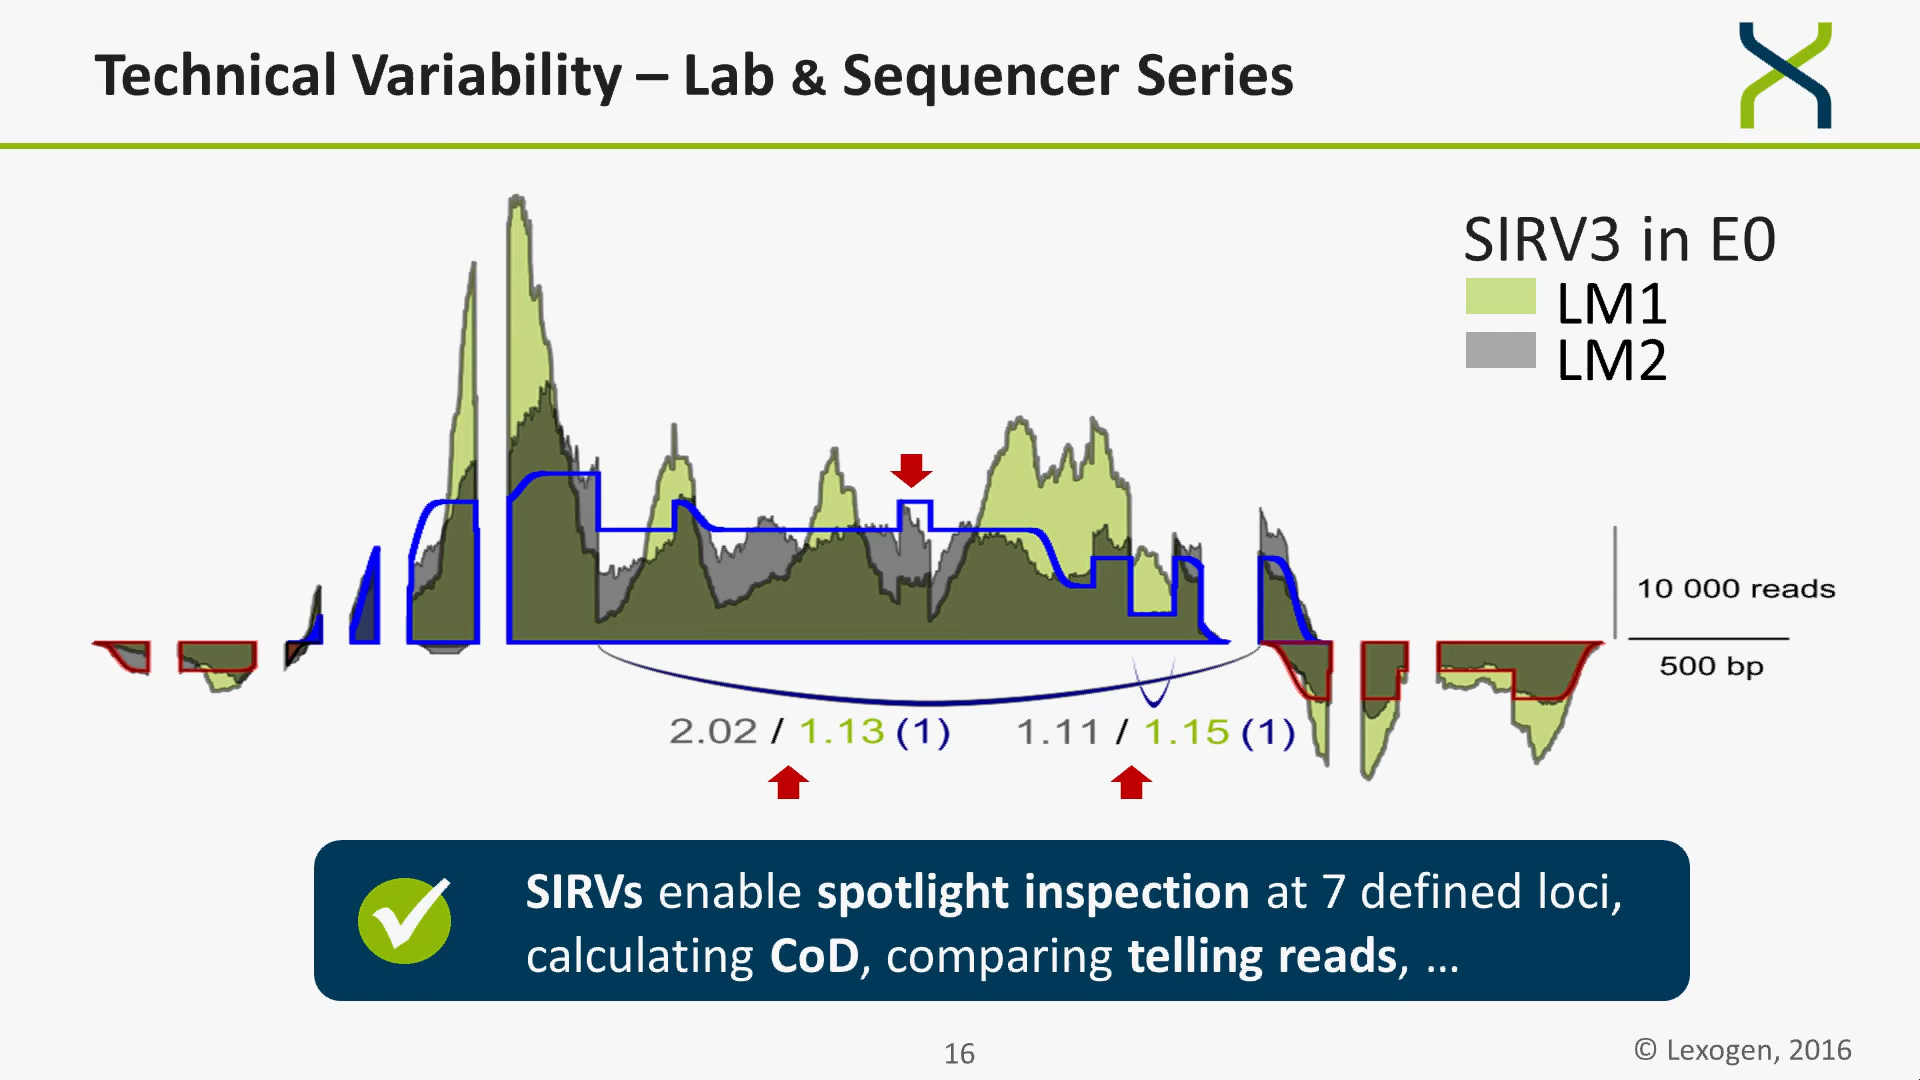 Technical Variability – Lab & Sequencer Series
SIRV3 in E0
LM1
LM2
10 000 reads
500 bp
2.02 / 1.13 (1)
1.11 / 1.15 (1)
SIRVs enable spotlight inspection at 7 defined loci,
calculating CoD, comparing telling reads, ...
16
© Lexogen, 2016